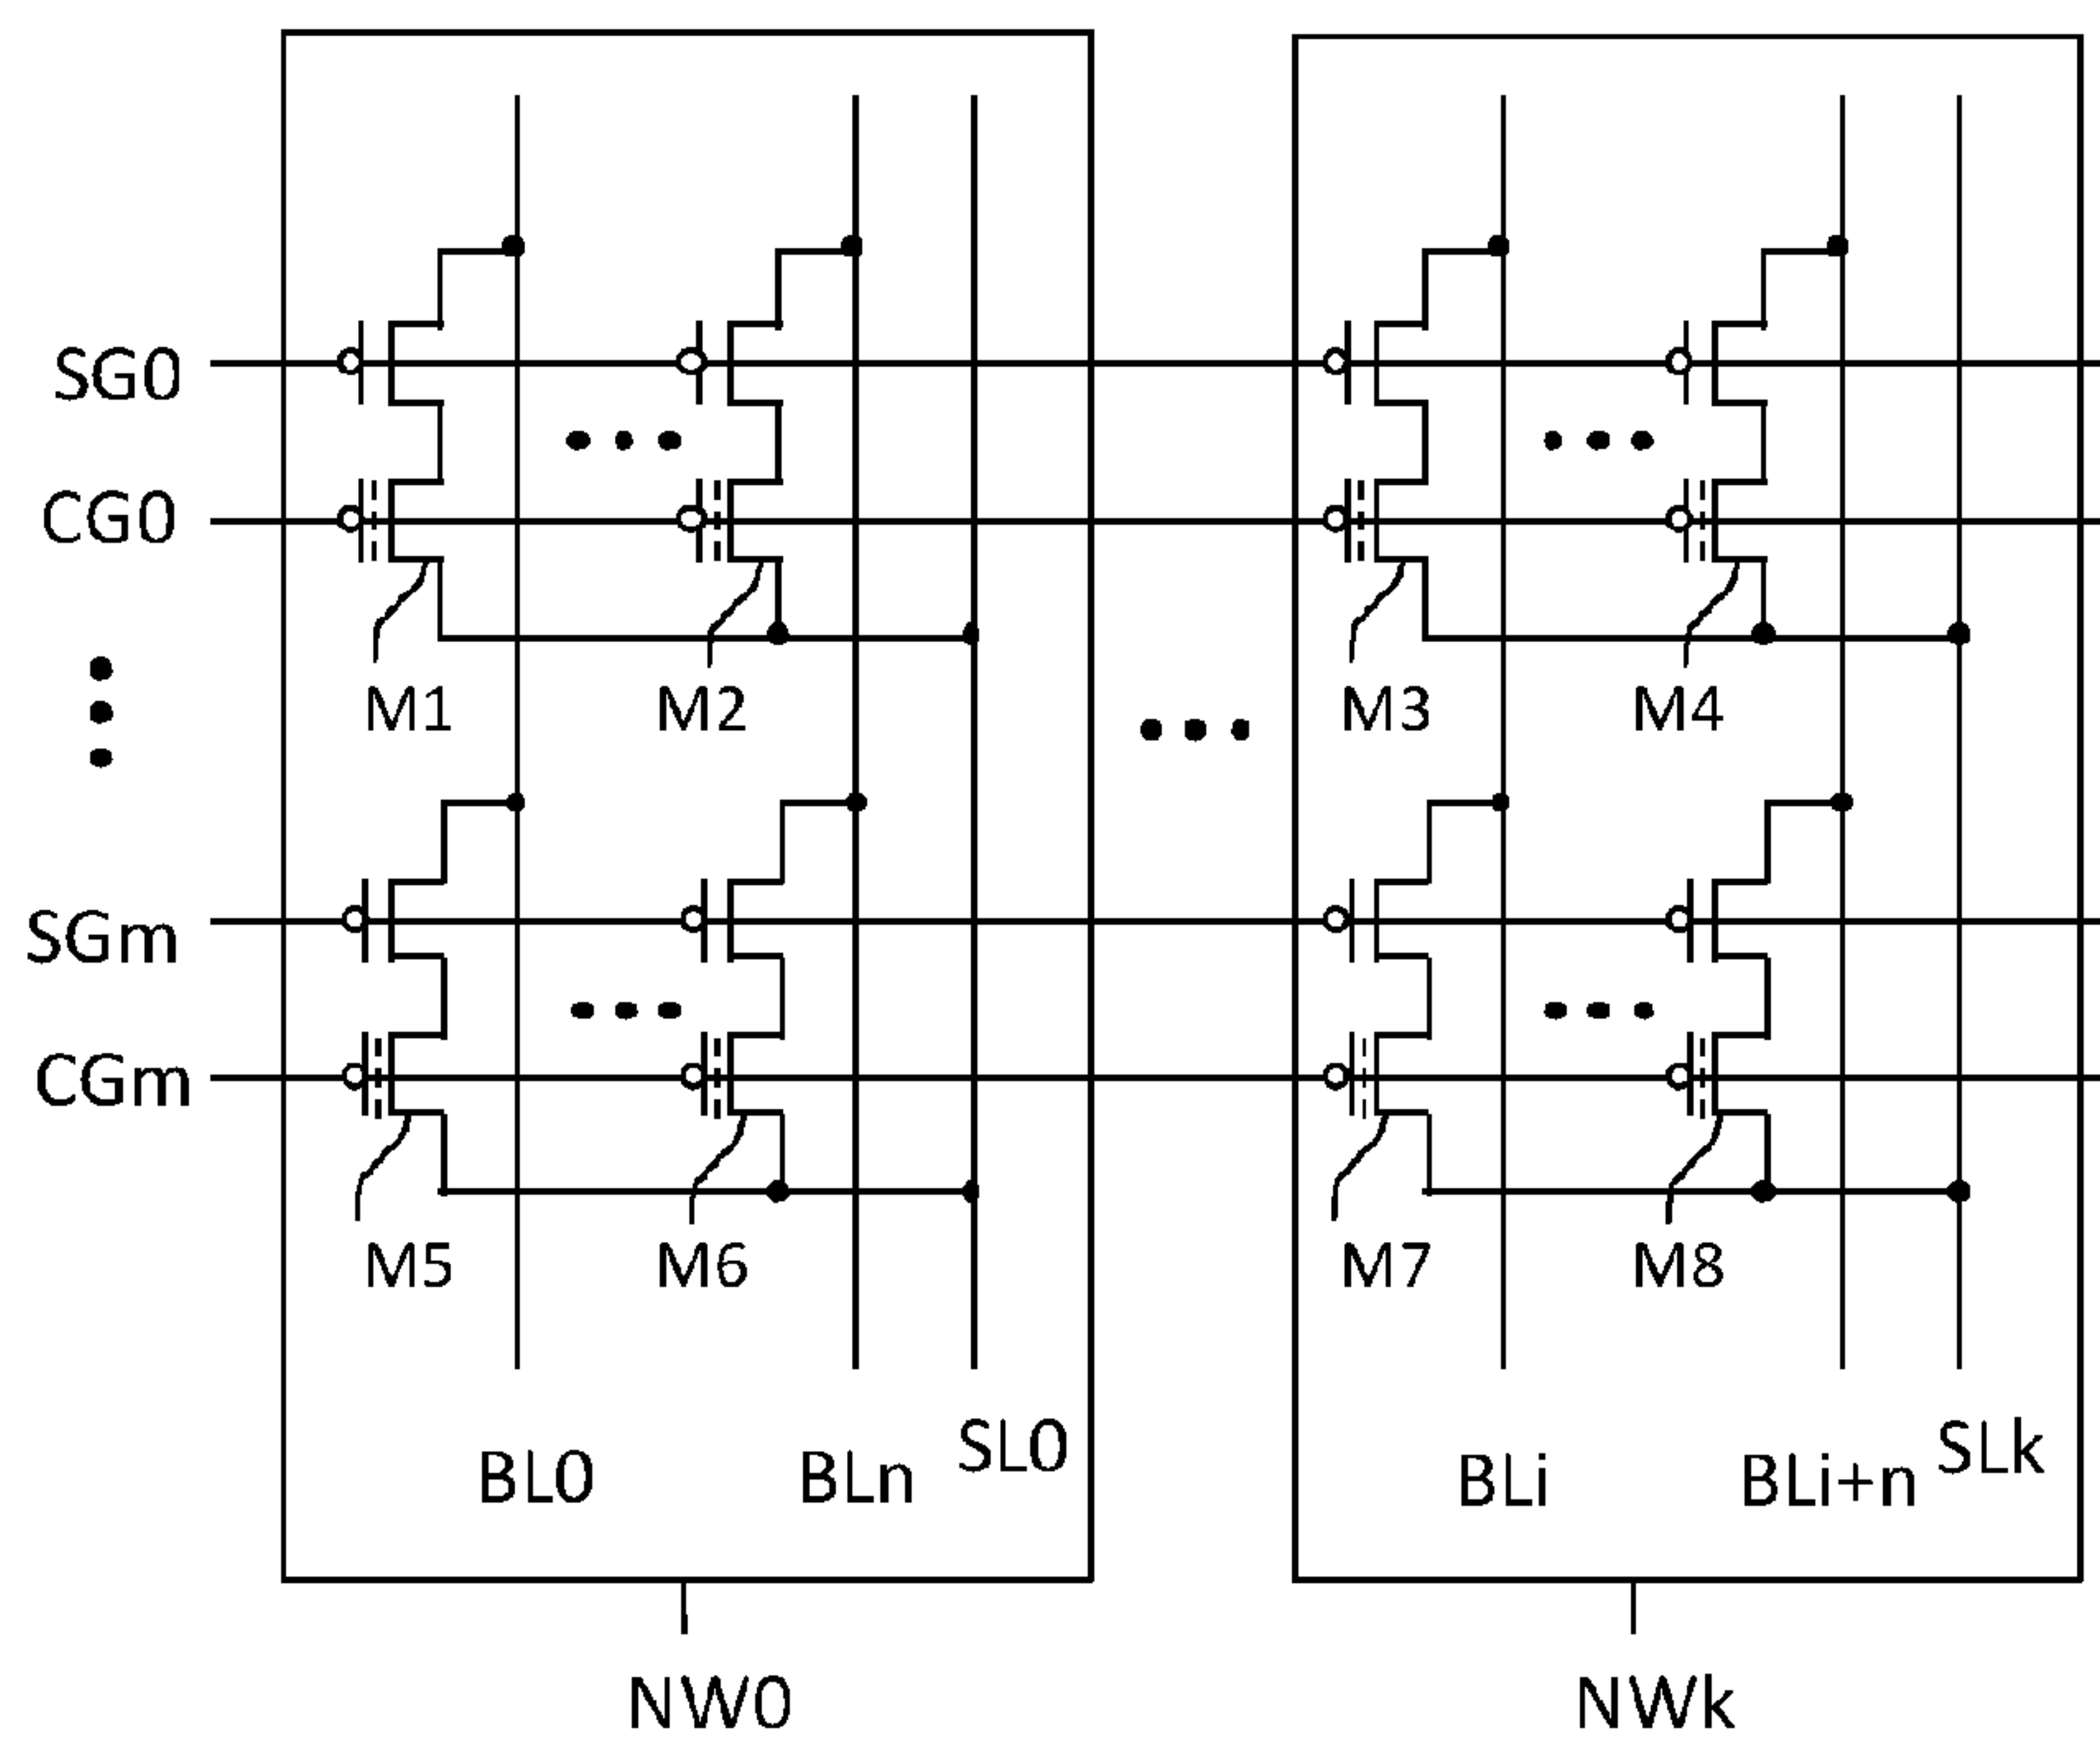 SG0
CG0
M1 M2 M3 M4
SGm
CGm
M5 M6 M7 M8
BL0 BLn SL0 BLi BLi+n SLk
NW0 NWk